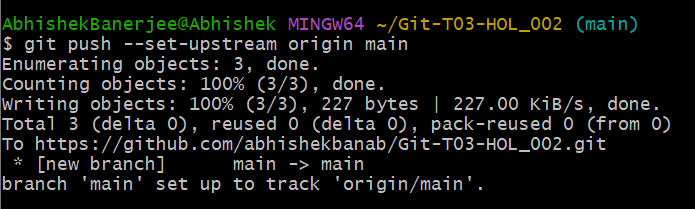 AbhishekBanerjee@Abhishek MINGW64 ~/Git-T03-HOL_002 (main)
$ git push --set-upstream origin main
Enumerating objects: 3, done.
Counting objects: 100% (3/3), done.
Writing objects: 100% (3/3), 227 bytes | 227.00 KiB/s, done.
Total 3 (delta 0), reused 0 (delta 0), pack-reused 0 (from 0)
To https://github.com/abhishekbanab/Git-T03-HOL_002.git
 * [new branch]      main -> main
branch 'main' set up to track 'origin/main'.